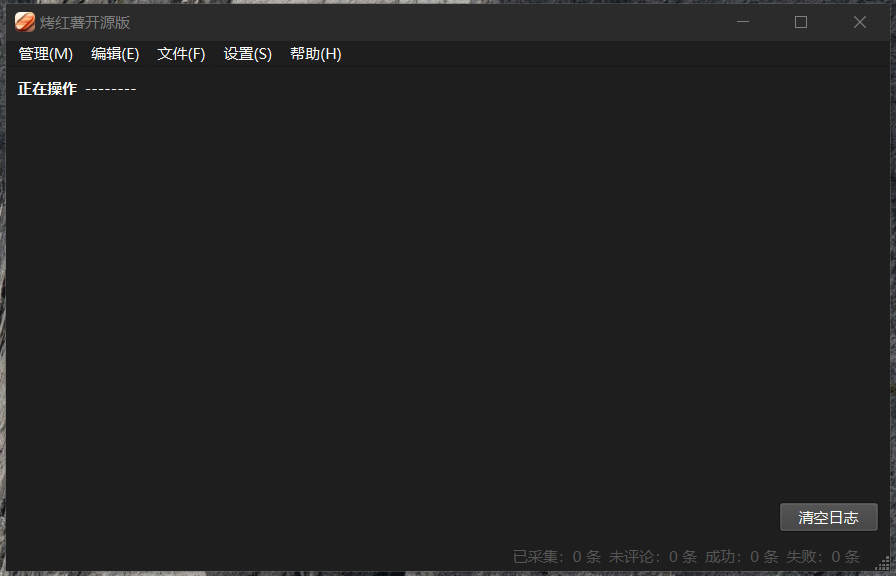 烤红薯开源版
管理(M) 编辑(E) 文件(F) 设置(S) 帮助(H)
正在操作 --------
清空日志
已采集：0 条 未评论：0 条 成功：0 条 失败：0 条